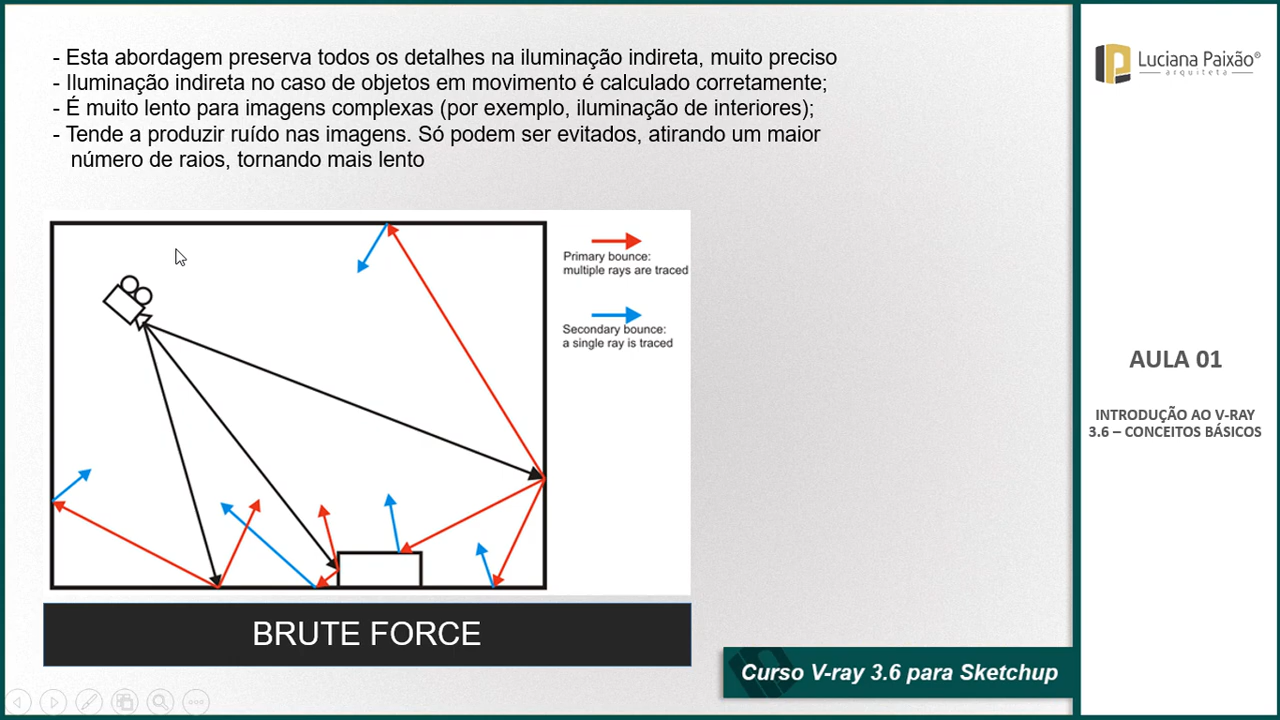 - Esta abordagem preserva todos os detalhes na iluminação indireta, muito preciso
- Iluminação indireta no caso de objetos em movimento é calculado corretamente;
- É muito lento para imagens complexas (por exemplo, iluminação de interiores);
- Tende a produzir ruído nas imagens. Só podem ser evitados, atirando um maior
número de raios, tornando mais lento
Primary bounce:
multiple rays are traced
Secondary bounce:
a single ray is traced
BRUTE FORCE
Curso V-ray 3.6 para Sketchup
Luciana Paixão®
arquiteta
AULA 01
INTRODUÇÃO AO V-RAY
3.6 – CONCEITOS BÁSICOS